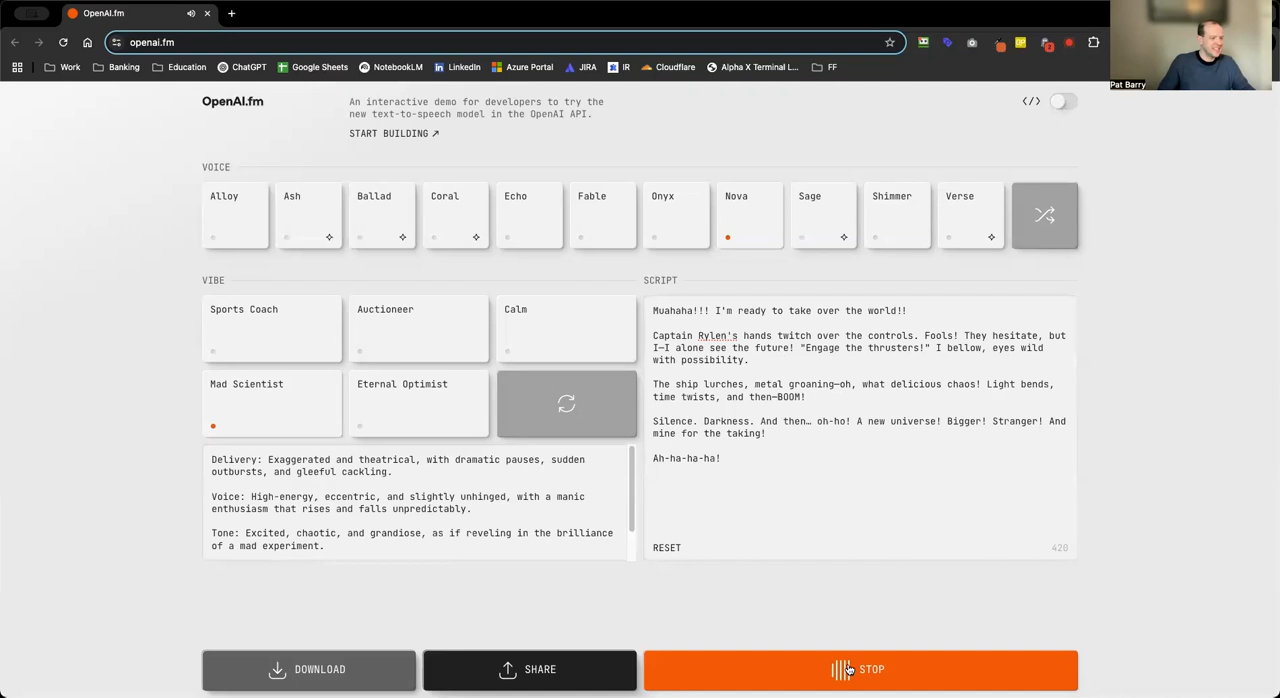 OpenAI.fm
openai.fm
Work
Banking
Education
ChatGPT
Google Sheets
NotebookLM
LinkedIn
Azure Portal
JIRA
IR
Cloudflare
Alpha X Terminal L...
FF
Pat Barry
OpenAI.fm
An interactive demo for developers to try the
new text-to-speech model in the OpenAI API.
START BUILDING ↗
</>
VOICE
Alloy
Ash
Ballad
Coral
Echo
Fable
Onyx
Nova
Sage
Shimmer
Verse
VIBE
Sports Coach
Auctioneer
Calm
Mad Scientist
Eternal Optimist
Delivery: Exaggerated and theatrical, with dramatic pauses, sudden
outbursts, and gleeful cackling.
Voice: High-energy, eccentric, and slightly unhinged, with a manic
enthusiasm that rises and falls unpredictably.
Tone: Excited, chaotic, and grandiose, as if reveling in the brilliance
of a mad experiment.
SCRIPT
Muahaha!!! I'm ready to take over the world!!
Captain Rylen's hands twitch over the controls. Fools! They hesitate, but
I—I alone see the future! "Engage the thrusters!" I bellow, eyes wild
with possibility.
The ship lurches, metal groaning—oh, what delicious chaos! Light bends,
time twists, and then—BOOM!
Silence. Darkness. And then… oh-ho! A new universe! Bigger! Stranger! And
mine for the taking!
Ah-ha-ha-ha!
RESET
420
DOWNLOAD
SHARE
STOP